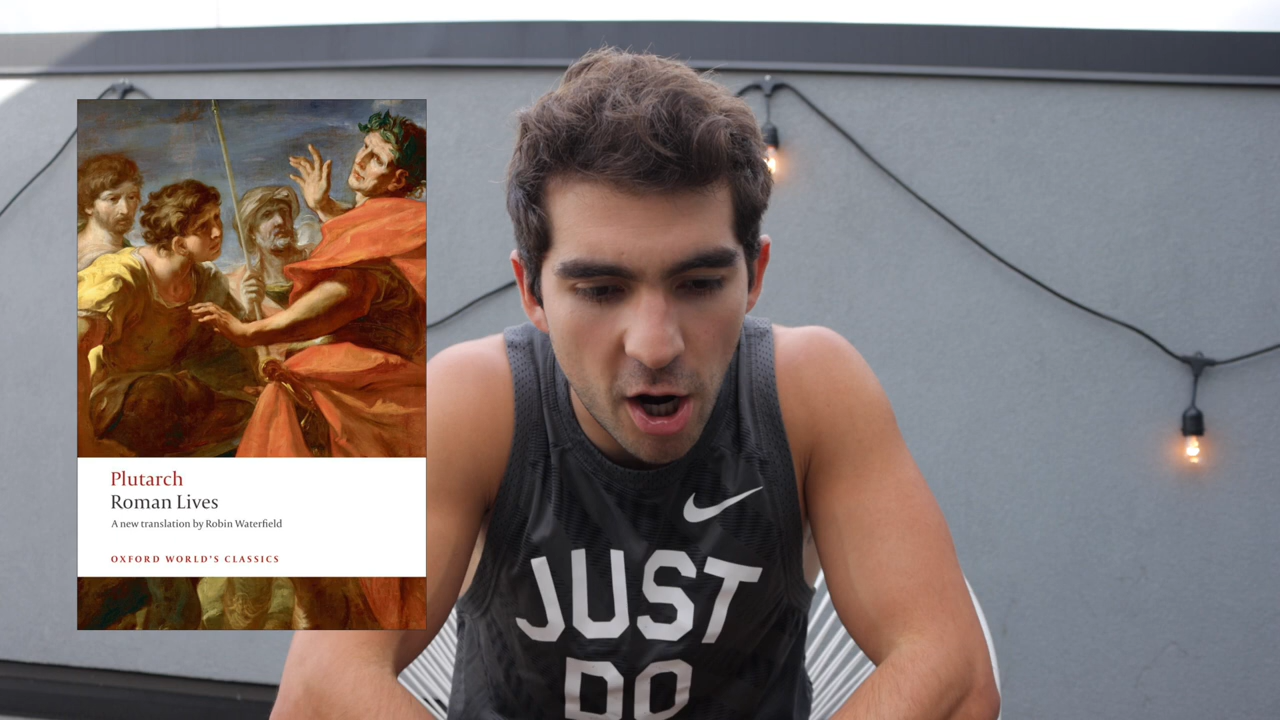 Plutarch
Roman Lives
A new translation by Robin Waterfield
OXFORD WORLD'S CLASSICS
JUST
DO